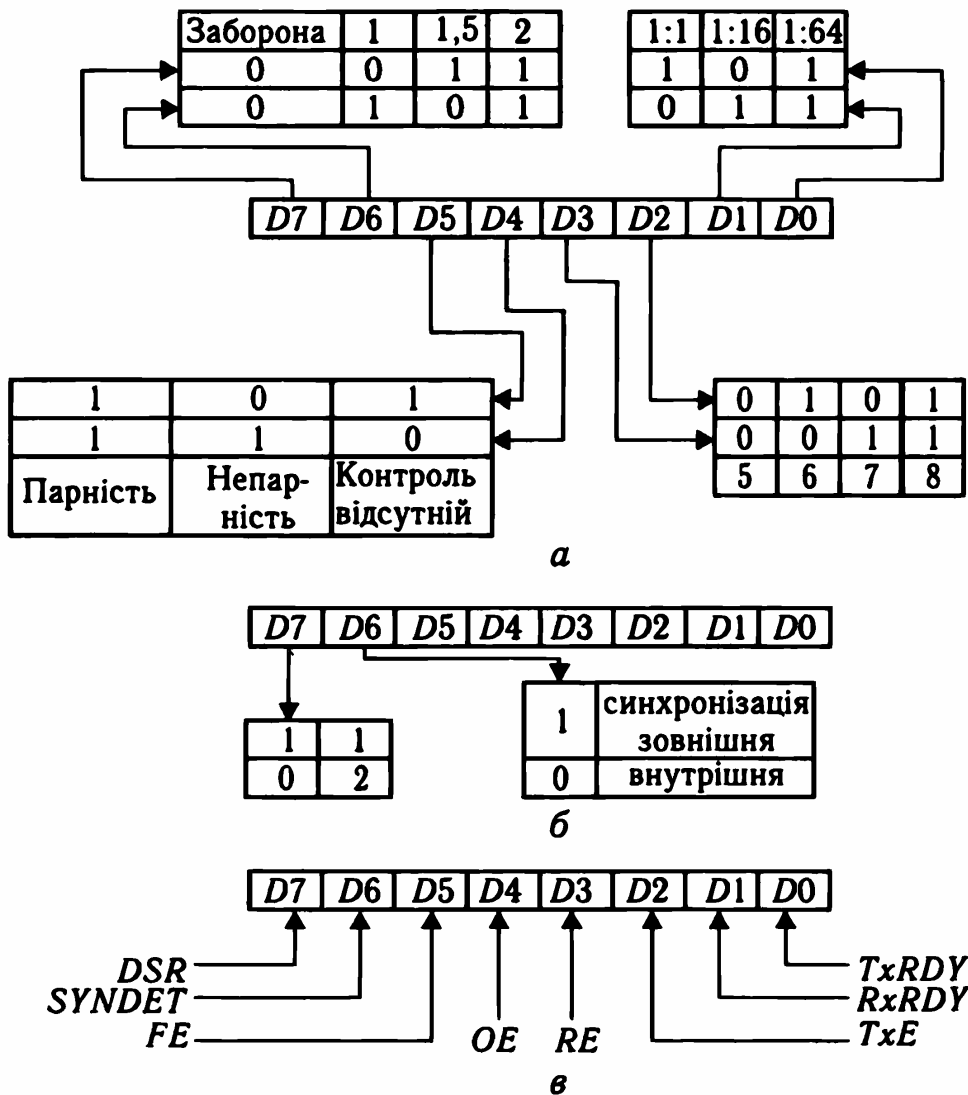 Заборона 1 1,5 2
0 0 1 1
0 1 0 1
1:1 1:16 1:64
1 0 1
0 1 1
D7 D6 D5 D4 D3 D2 D1 D0
1 0 1
1 1 0
Парність Непар- Контроль
ність відсутній
0 1 0 1
0 0 1 1
5 6 7 8
а
D7 D6 D5 D4 D3 D2 D1 D0
1 1
0 2
1 синхронізація
зовнішня
0 внутрішня
б
D7 D6 D5 D4 D3 D2 D1 D0
DSR
SYNDET
FE
OE RE
TxRDY
RxRDY
TxE
в